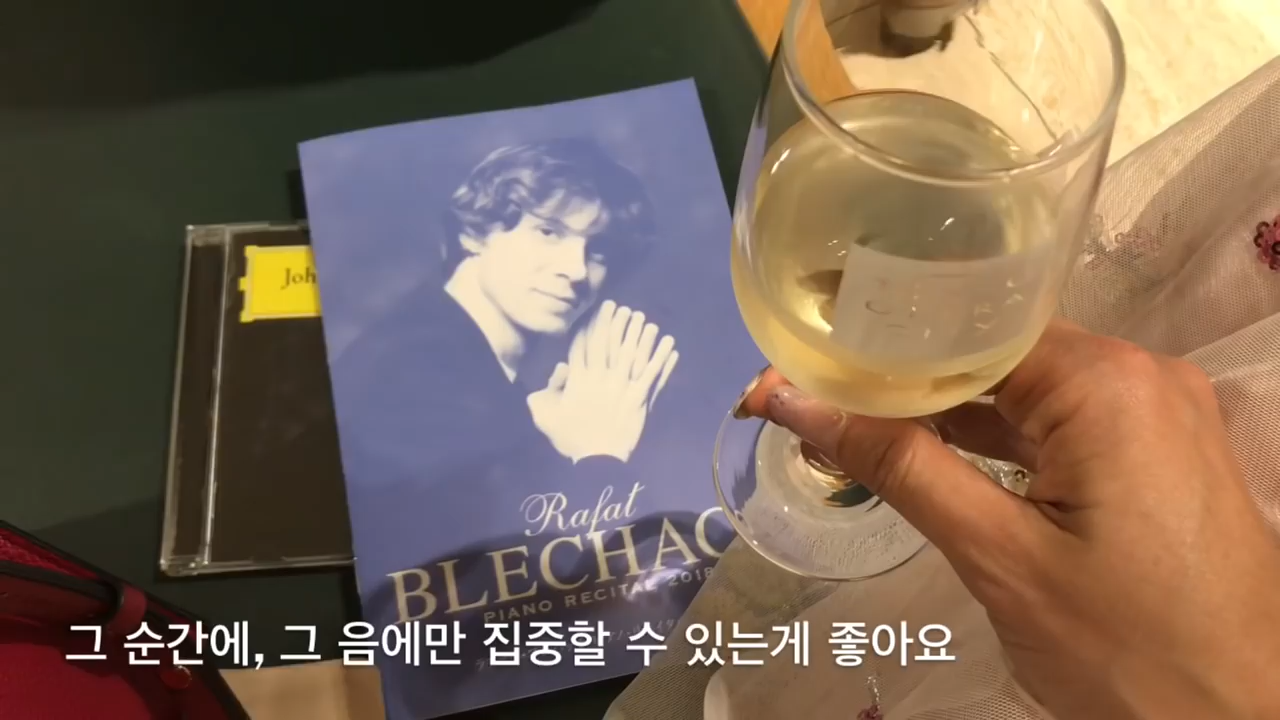 Joh
Rafał
BLECHAC
PIANO RECITAL 2018
그 순간에, 그 음에만 집중할 수 있는게 좋아요